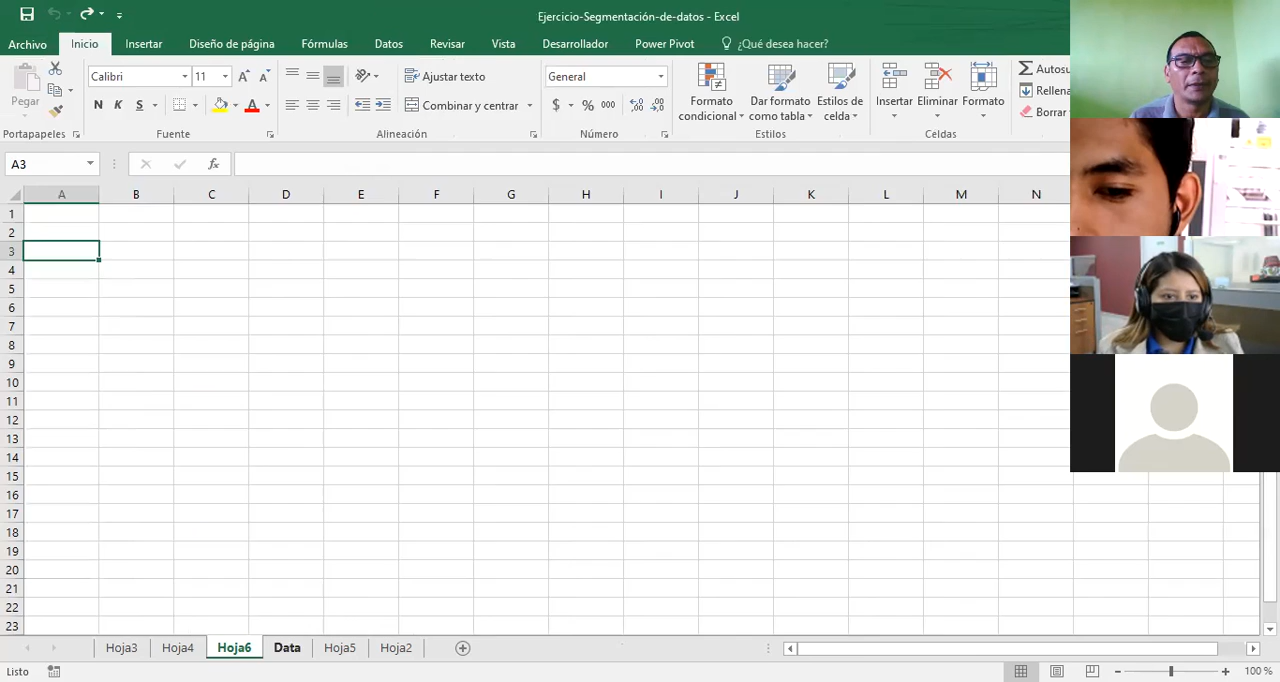 Ejercicio-Segmentación-de-datos - Excel
Archivo Inicio Insertar Diseño de página Fórmulas Datos Revisar Vista Desarrollador Power Pivot ¿Qué desea hacer?
Pegar
Calibri 11
N K S
Ajustar texto
Combinar y centrar
General
$ % 000
Formato condicional
Dar formato como tabla
Estilos de celda
Insertar Eliminar Formato
Autosu
Rellena
Borrar
Portapapeles Fuente Alineación Número Estilos Celdas
A3 fx
A B C D E F G H I J K L M N
1
2
3
4
5
6
7
8
9
10
11
12
13
14
15
16
17
18
19
20
21
22
23
Hoja3 Hoja4 Hoja6 Data Hoja5 Hoja2
Listo 100 %